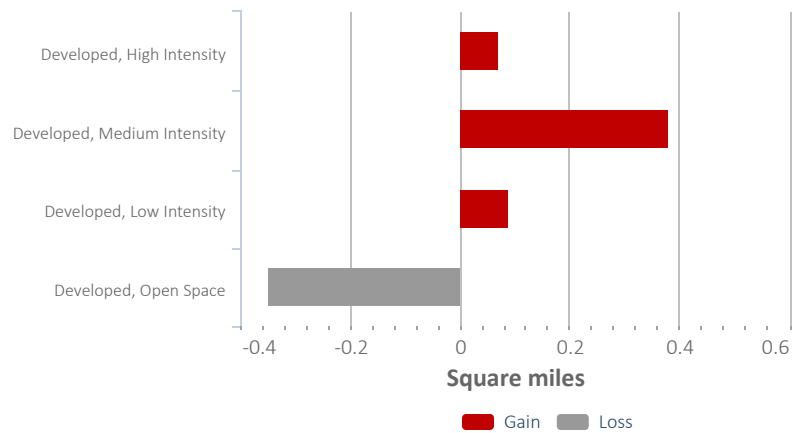 Developed, High Intensity
Developed, Medium Intensity
Developed, Low Intensity
Developed, Open Space
-0.4 -0.2 0 0.2 0.4 0.6
Square miles
Gain Loss